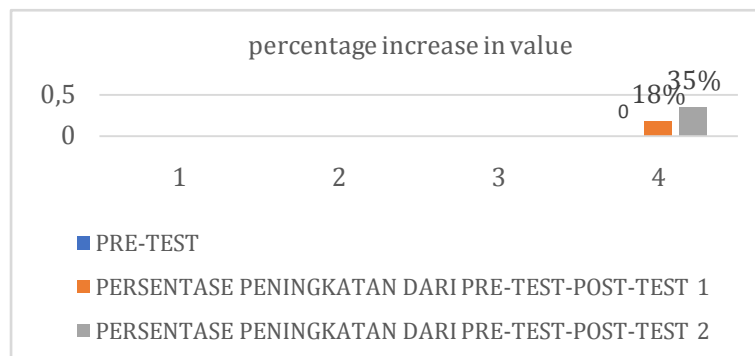 percentage increase in value
0,5
0
0
18%
35%
1 2 3 4
PRE-TEST
PERSENTASE PENINGKATAN DARI PRE-TEST-POST-TEST 1
PERSENTASE PENINGKATAN DARI PRE-TEST-POST-TEST 2